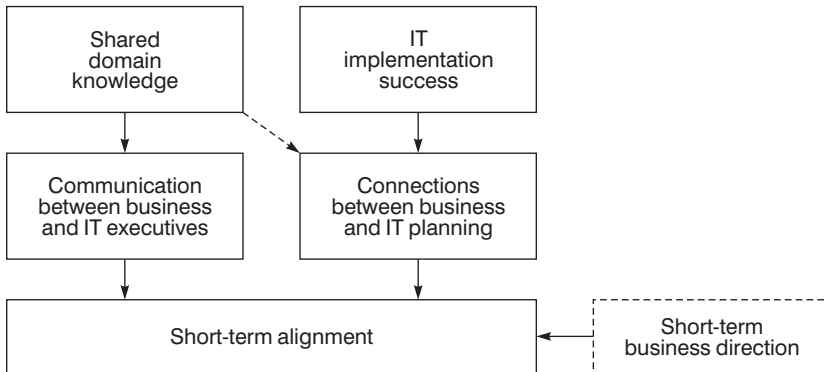 Shared
domain
knowledge
IT
implementation
success
Communication
between business
and IT executives
Connections
between business
and IT planning
Short-term alignment
Short-term
business direction